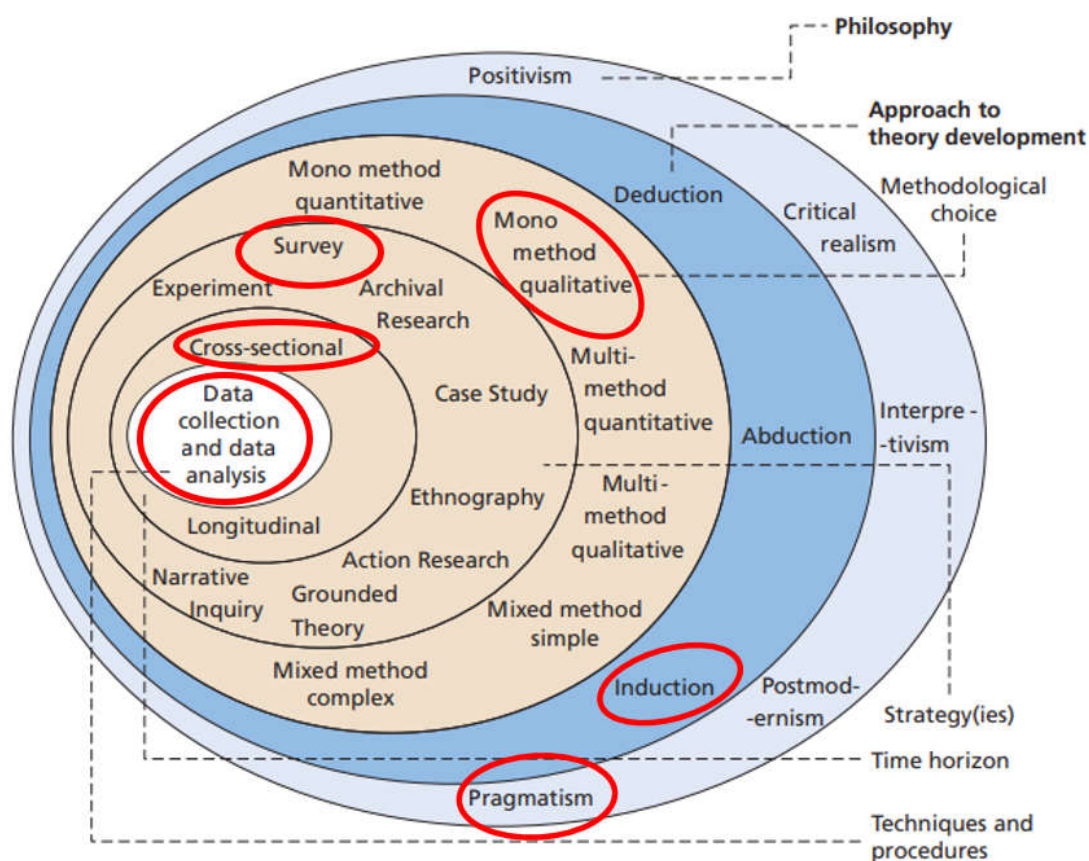 Philosophy
Positivism
Approach to
theory development
Mono method
quantitative
Deduction
Methodological
choice
Mono
method
qualitative
Critical
realism
Survey
Experiment
Archival
Research
Cross-sectional
Multi-
method
quantitative
Data
collection
and data
analysis
Case Study
Abduction
Interpre -
-tivism
Ethnography
Multi-
method
qualitative
Longitudinal
Action Research
Narrative
Inquiry
Grounded
Theory
Mixed method
simple
Mixed method
complex
Induction
Postmod-
-ernism
Strategy(ies)
Time horizon
Pragmatism
Techniques and
procedures